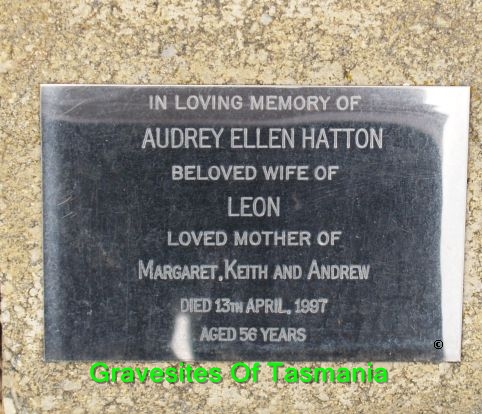 IN LOVING MEMORY OF
AUDREY ELLEN HATTON
BELOVED WIFE OF
LEON
LOVED MOTHER OF
MARGARET, KEITH AND ANDREW
DIED 13TH APRIL, 1997
AGED 56 YEARS
©
Gravesites Of Tasmania